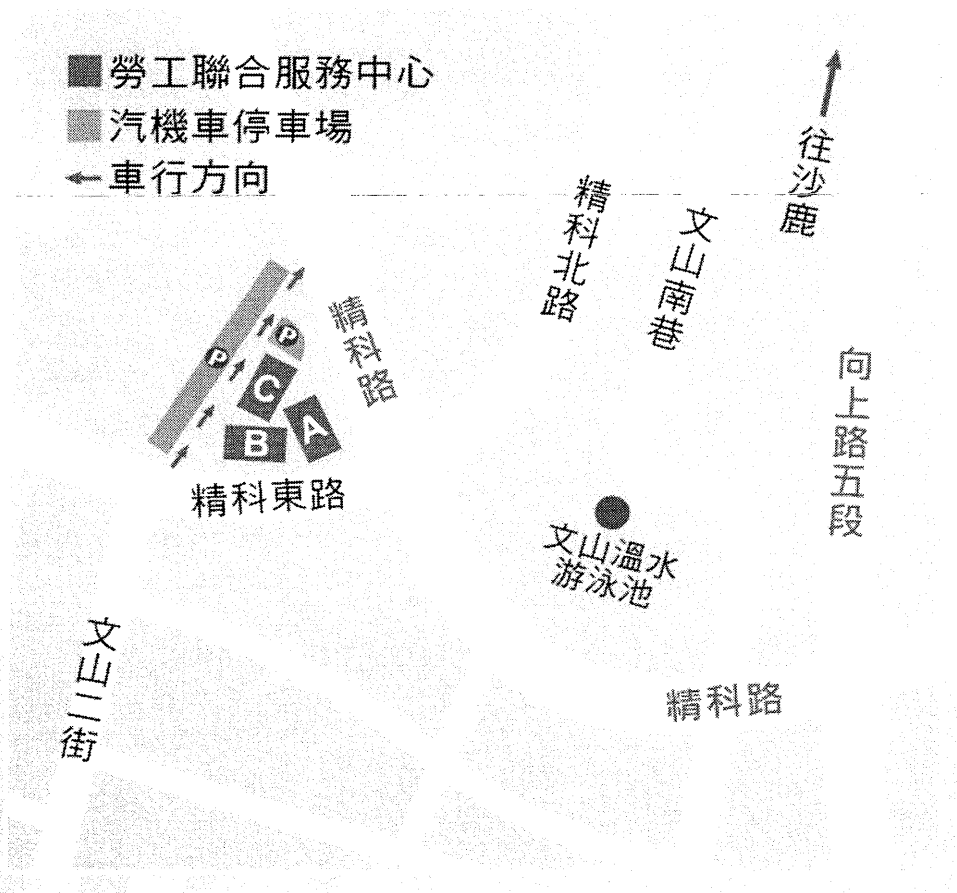 勞工聯合服務中心
汽機車停車場
車行方向
往沙鹿
精科北路
文山南巷
精科路
向上路五段
P
P
C
A
B
精科東路
文山溫水
游泳池
文山二街
精科路